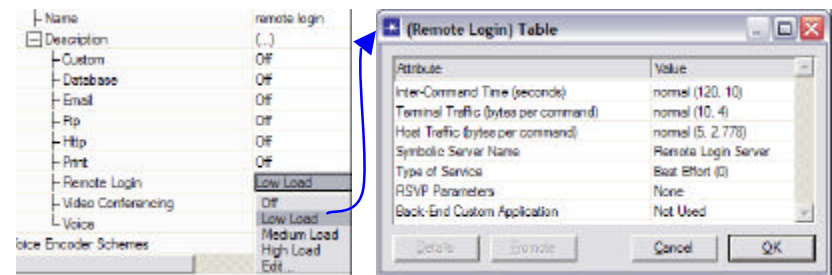 Name remote login
Description (...)
Custom Off
Database Off
Email Off
Ftp Off
Http Off
Print Off
Remote Login Low Load
Video Conferencing Off
Voice Low Load
Medium Load
oice Encoder Schemes High Load
Edit...
(Remote Login) Table
Attribute Value
Inter-Command Time (seconds) normal (120, 10)
Terminal Traffic (bytes per command) normal (10, 4)
Host Traffic (bytes per command) normal (5, 2.778)
Symbolic Server Name Remote Login Server
Type of Service Best Effort (0)
RSVP Parameters None
Back-End Custom Application Not Used
Details Promote Cancel OK